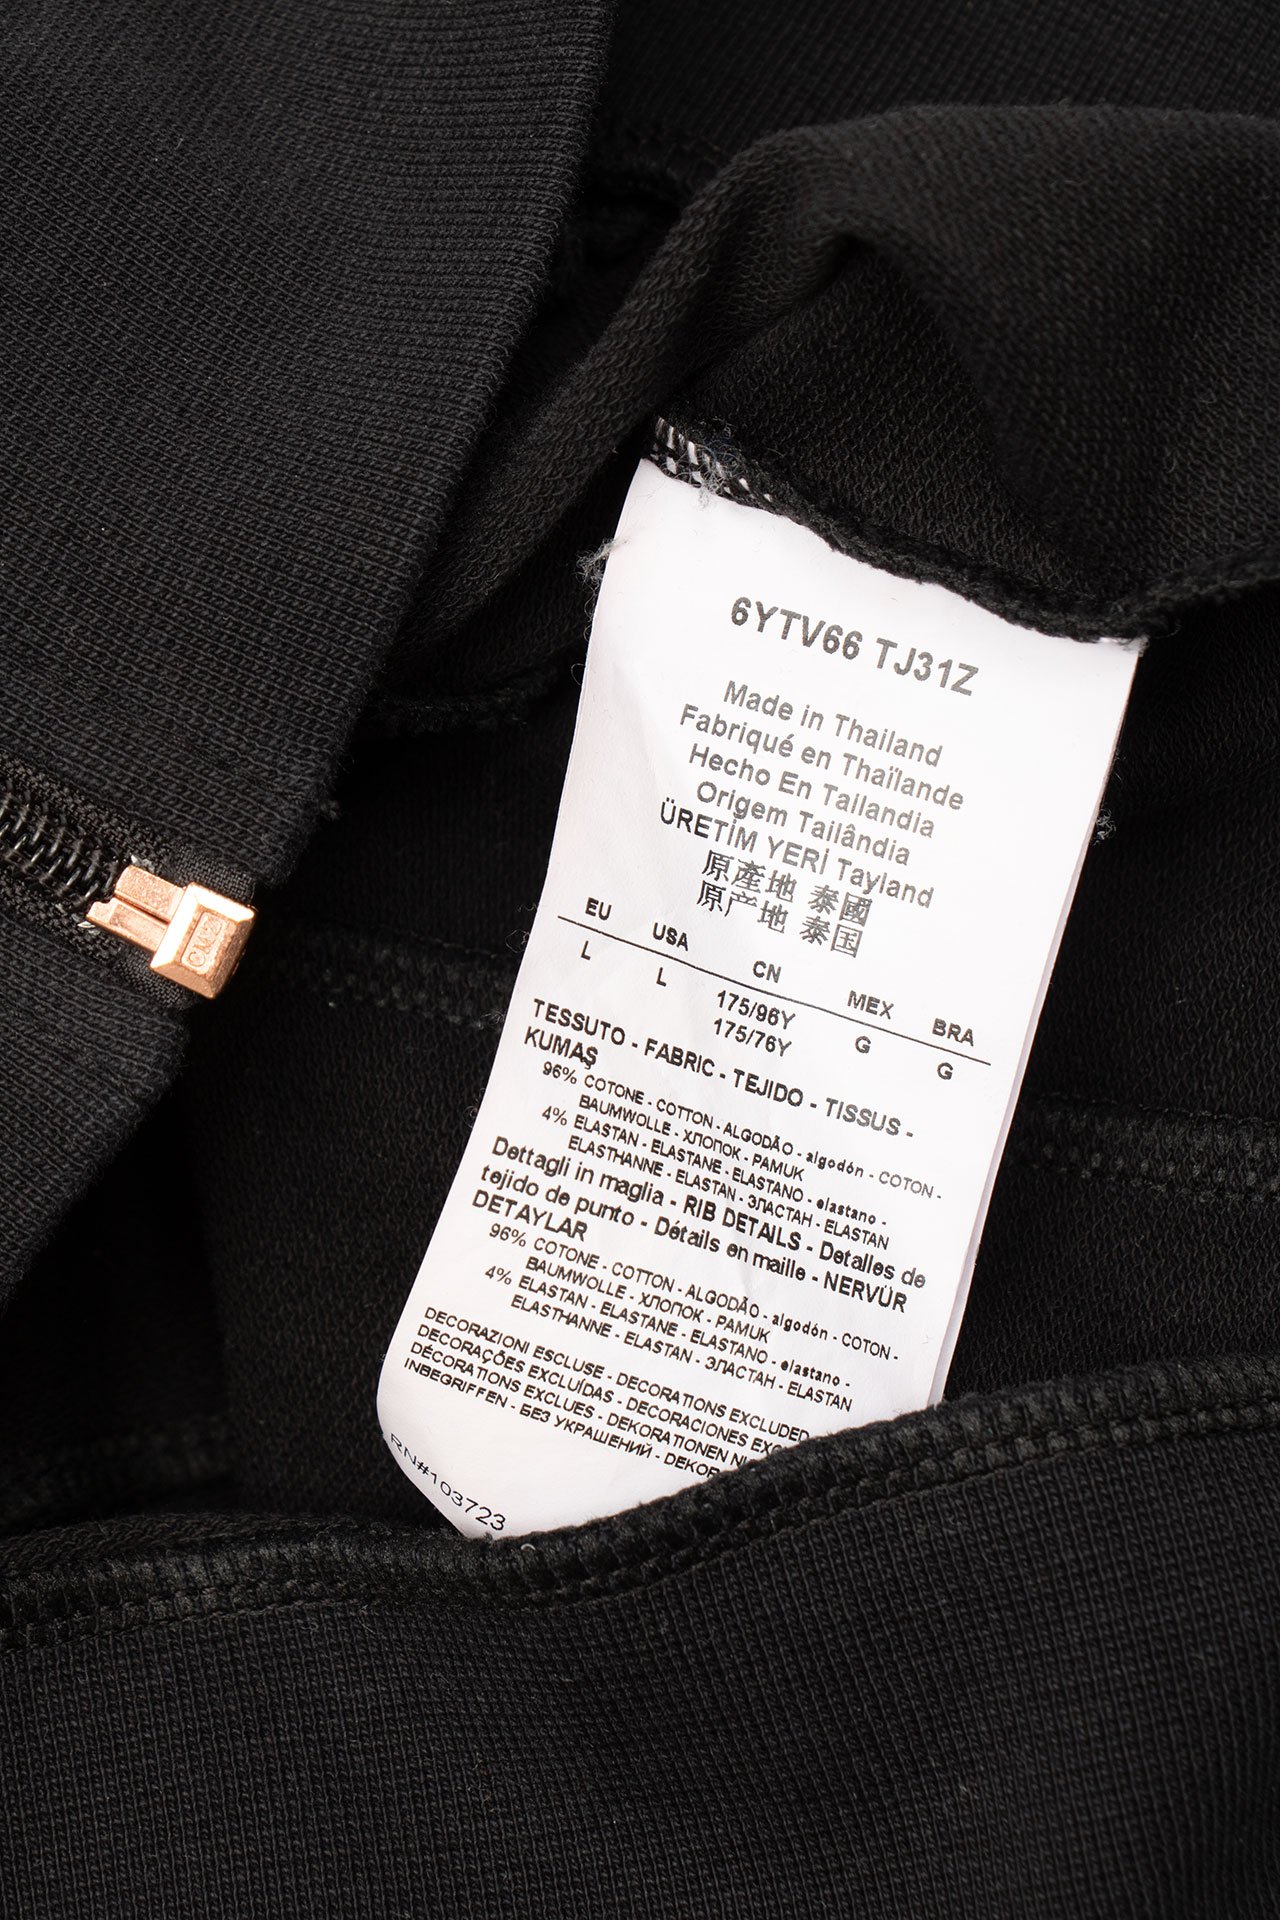 6YTV66 TJ31Z
Made in Thailand
Fabriqué en Thaïlande
Hecho En Tailandia
Origem Tailândia
ÜRETİM YERİ Tayland
原產地 泰國
原产地 泰国
EU USA CN MEX BRA
L L 175/96Y G G
175/76Y
TESSUTO - FABRIC - TEJIDO - TISSUS -
KUMAŞ
96% COTONE - COTTON - ALGODÃO - algodón - COTON -
BAUMWOLLE - ХЛОПОК - PAMUK
4% ELASTAN - ELASTANE - ELASTANO - elastano -
ELASTHANNE - ELASTAN - ЭЛАСТАН - ELASTAN
Dettagli in maglia - RIB DETAILS - Detalles de
tejido de punto - Détails en maille - NERVÜR
DETAYLAR
96% COTONE - COTTON - ALGODÃO - algodón - COTON -
BAUMWOLLE - ХЛОПОК - PAMUK
4% ELASTAN - ELASTANE - ELASTANO - elastano -
ELASTHANNE - ELASTAN - ЭЛАСТАН - ELASTAN
DECORAZIONI ESCLUSE - DECORATIONS EXCLUDED
DECORAÇÕES EXCLUÍDAS - DECORACIONES EXC
DÉCORATIONS EXCLUES - DEKORATIONEN NI
INBEGRIFFEN - БЕЗ УКРАШЕНИЙ - DEKOR
RN#103723